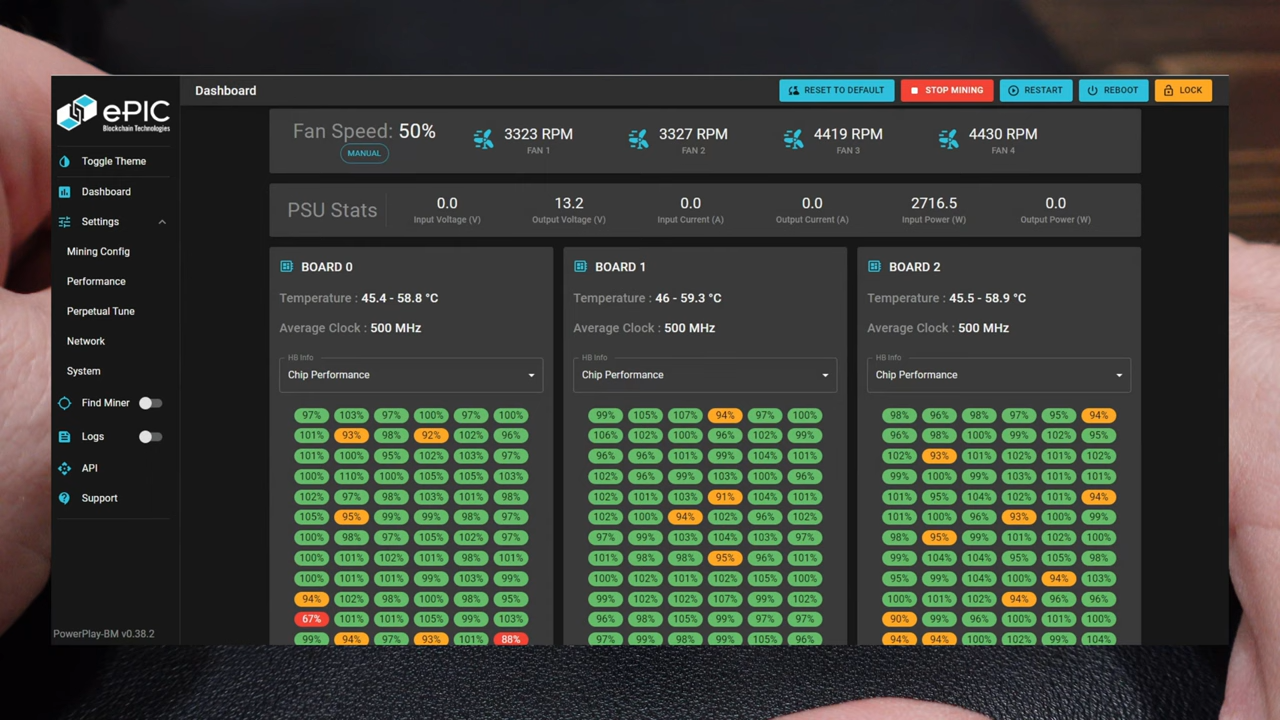 ePIC
Blockchain Technologies
Toggle Theme
Dashboard
Settings
Mining Config
Performance
Perpetual Tune
Network
System
Find Miner
Logs
API
Support
PowerPlay-BM v0.38.2
Dashboard
RESET TO DEFAULT
STOP MINING
RESTART
REBOOT
LOCK
Fan Speed: 50%
MANUAL
3323 RPM
FAN 1
3327 RPM
FAN 2
4419 RPM
FAN 3
4430 RPM
FAN 4
PSU Stats
0.0
Input Voltage (V)
13.2
Output Voltage (V)
0.0
Input Current (A)
0.0
Output Current (A)
2716.5
Input Power (W)
0.0
Output Power (W)
BOARD 0
Temperature : 45.4 - 58.8 °C
Average Clock : 500 MHz
HB Info
Chip Performance
97% 103% 97% 100% 97% 100%
101% 93% 98% 92% 102% 96%
101% 100% 95% 102% 103% 97%
100% 110% 100% 105% 105% 103%
102% 97% 98% 103% 101% 98%
105% 95% 99% 99% 98% 97%
100% 98% 97% 105% 102% 97%
100% 101% 102% 101% 98% 101%
100% 101% 101% 99% 103% 99%
94% 102% 98% 100% 98% 95%
67% 101% 101% 105% 99% 103%
99% 94% 97% 93% 101% 88%
BOARD 1
Temperature : 46 - 59.3 °C
Average Clock : 500 MHz
HB Info
Chip Performance
99% 105% 107% 94% 97% 100%
106% 102% 100% 96% 102% 99%
96% 96% 101% 99% 104% 101%
102% 96% 99% 103% 100% 96%
102% 101% 103% 91% 104% 101%
102% 100% 94% 102% 96% 102%
97% 99% 103% 104% 103% 97%
101% 98% 98% 95% 96% 101%
100% 102% 101% 102% 105% 100%
99% 102% 102% 107% 99% 102%
96% 98% 105% 99% 97% 97%
97% 99% 98% 99% 105% 96%
BOARD 2
Temperature : 45.5 - 58.9 °C
Average Clock : 500 MHz
HB Info
Chip Performance
98% 96% 98% 97% 95% 94%
96% 98% 100% 99% 102% 95%
102% 93% 101% 102% 101% 102%
99% 100% 99% 103% 101% 101%
101% 95% 104% 102% 101% 94%
101% 100% 96% 93% 100% 99%
98% 95% 99% 101% 102% 100%
99% 104% 104% 95% 105% 98%
95% 99% 104% 100% 94% 103%
100% 101% 102% 94% 96% 96%
90% 99% 96% 100% 101% 100%
94% 94% 100% 102% 99% 104%